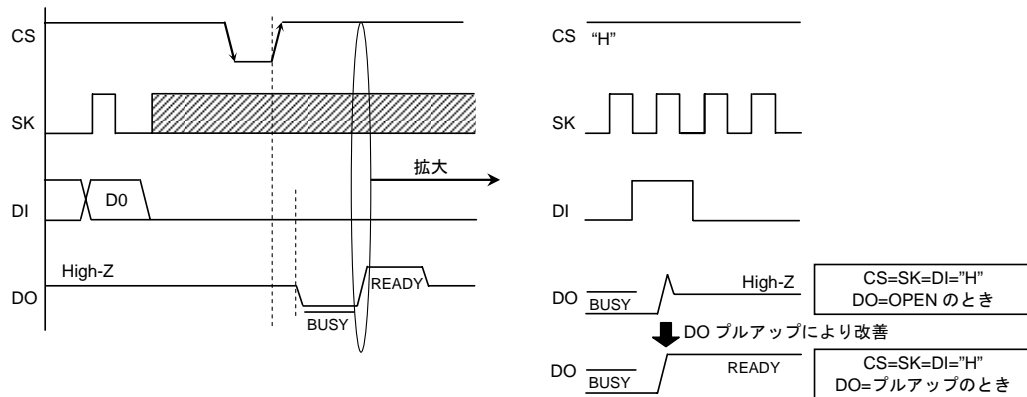 CS
SK
DI
D0
DO
High-Z
BUSY
READY
拡大
CS
"H"
SK
DI
DO
BUSY
High-Z
CS=SK=DI="H"
DO=OPEN のとき
DO プルアップにより改善
DO
BUSY
READY
CS=SK=DI="H"
DO=プルアップのとき